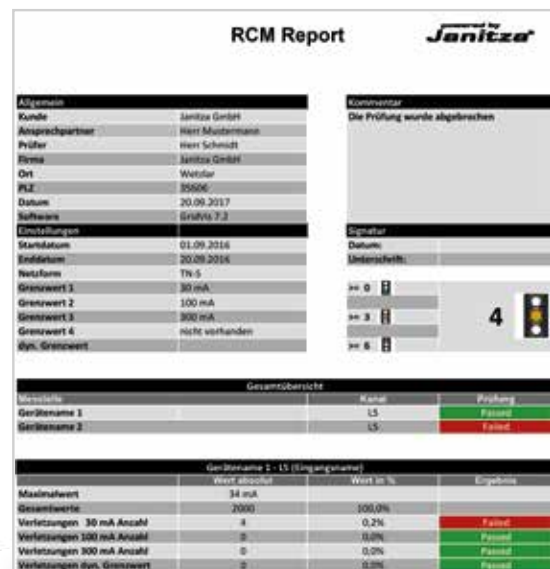 RCM Report
powered by
Janitza®
Allgemein
Kunde Janitza GmbH
Ansprechpartner Herr Mustermann
Prüfer Herr Schmidt
Firma Janitza GmbH
Ort Wetzlar
PLZ 35606
Datum 20.09.2017
Software GridVis 7.2
Einstellungen
Startdatum 01.09.2016
Enddatum 20.09.2016
Netzform TN-S
Grenzwert 1 30 mA
Grenzwert 2 100 mA
Grenzwert 3 300 mA
Grenzwert 4 nicht vorhanden
dyn. Grenzwert
Kommentar
Die Prüfung wurde abgebrochen
Signatur
Datum:
Unterschrift:
>= 0
>= 3
>= 6
4
Gesamtübersicht
Messstelle Kanal Prüfung
Gerätename 1 L5 Passed
Gerätename 2 L5 Failed
Gerätename 1 - L5 (Eingangsname)
Wert absolut Wert in % Ergebnis
Maximalwert 34 mA
Gesamtwerte 2000 100,0%
Verletzungen 30 mA Anzahl 4 0,2% Failed
Verletzungen 100 mA Anzahl 0 0,0% Passed
Verletzungen 300 mA Anzahl 0 0,0% Passed
Verletzungen dyn. Grenzwert 0 0,0% Passed